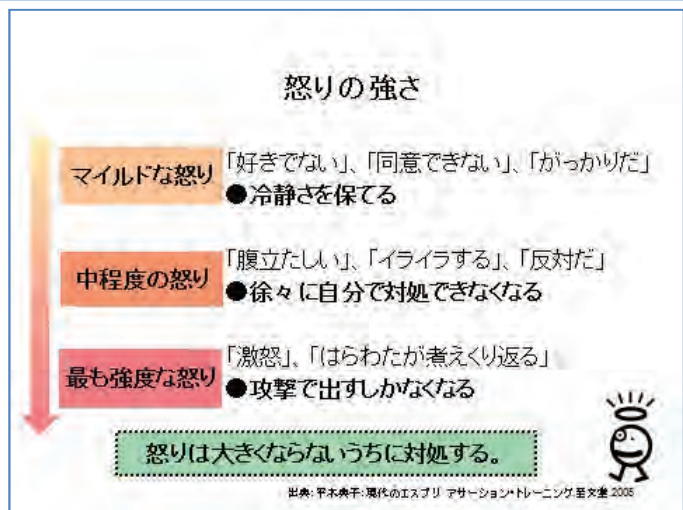 怒りの強さ
マイルドな怒り
「好きでない」、「同意できない」、「がっかりだ」
●冷静さを保てる
中程度の怒り
「腹立たしい」、「イライラする」、「反対だ」
●徐々に自分で対処できなくなる
最も強度な怒り
「激怒」、「はらわたが煮えくり返る」
●攻撃で出すしかなくなる
怒りは大きくならないうちに対処する。
出典：平木典子：現代のエスプリ アサーション・トレーニング,至文堂,2005